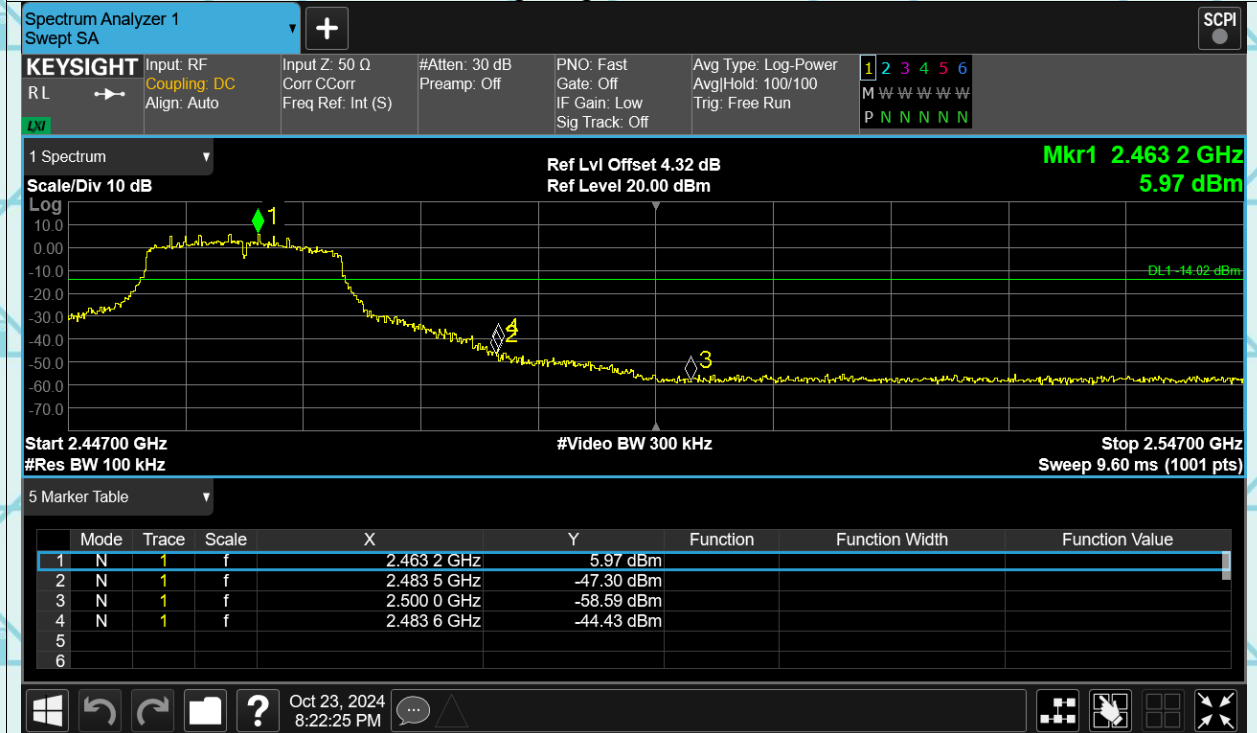 Spectrum Analyzer 1
Swept SA
+
SCPI
KEYSIGHT
RL
LXI
Input: RF
Coupling: DC
Align: Auto
Input Z: 50 Ω
Corr CCorr
Freq Ref: Int (S)
#Atten: 30 dB
Preamp: Off
PNO: Fast
Gate: Off
IF Gain: Low
Sig Track: Off
Avg Type: Log-Power
Avg|Hold: 100/100
Trig: Free Run
1 2 3 4 5 6
M W W W W W
P N N N N N
1 Spectrum
Scale/Div 10 dB
Ref Lvl Offset 4.32 dB
Ref Level 20.00 dBm
Mkr1 2.463 2 GHz
5.97 dBm
Log
10.0
0.00
-10.0
-20.0
-30.0
-40.0
-50.0
-60.0
-70.0
1
4
2
3
DL1 -14.02 dBm
Start 2.44700 GHz
#Video BW 300 kHz
Stop 2.54700 GHz
#Res BW 100 kHz
Sweep 9.60 ms (1001 pts)
5 Marker Table
Mode Trace Scale X Y Function Function Width Function Value
1 N 1 f 2.463 2 GHz 5.97 dBm
2 N 1 f 2.483 5 GHz -47.30 dBm
3 N 1 f 2.500 0 GHz -58.59 dBm
4 N 1 f 2.483 6 GHz -44.43 dBm
5
6
?
Oct 23, 2024
8:22:25 PM